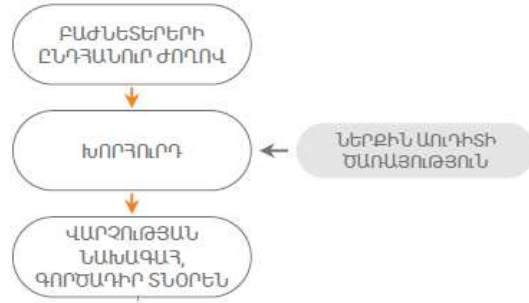 ԲԱԺՆԵՏԵՐԵՐԻ
ԸՆԴՀԱՆՈւՐ ԺՈՂՈՎ
ԽՈՐՀՈւՐԴ
ՆԵՐՔԻՆ ԱՈւԴԻՏԻ
ԾԱՌԱՅՈւԹՅՈւՆ
ՎԱՐՉՈւԹՅԱՆ
ՆԱԽԱԳԱՀ,
ԳՈՐԾԱԴԻՐ ՏՆՕՐԵՆ